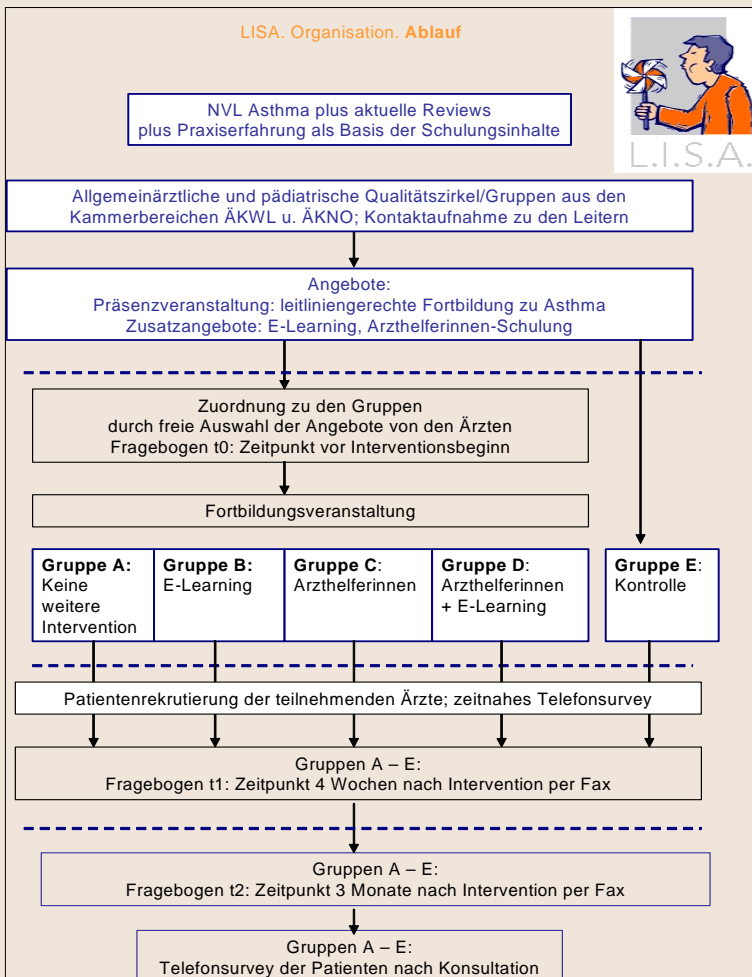 LISA. Organisation. Ablauf
L.I.S.A.
NVL Asthma plus aktuelle Reviews
plus Praxiserfahrung als Basis der Schulungsinhalte
Allgemeinärztliche und pädiatrische Qualitätszirkel/Gruppen aus den
Kammerbereichen ÄKWL u. ÄKNO; Kontaktaufnahme zu den Leitern
Angebote:
Präsenzveranstaltung: leitliniengerechte Fortbildung zu Asthma
Zusatzangebote: E-Learning, Arzthelferinnen-Schulung
Zuordnung zu den Gruppen
durch freie Auswahl der Angebote von den Ärzten
Fragebogen t0: Zeitpunkt vor Interventionsbeginn
Fortbildungsveranstaltung
Gruppe A:
Keine
weitere
Intervention
Gruppe B:
E-Learning
Gruppe C:
Arzthelferinnen
Gruppe D:
Arzthelferinnen
+ E-Learning
Gruppe E:
Kontrolle
Patientenrekrutierung der teilnehmenden Ärzte; zeitnahes Telefonsurvey
Gruppen A – E:
Fragebogen t1: Zeitpunkt 4 Wochen nach Intervention per Fax
Gruppen A – E:
Fragebogen t2: Zeitpunkt 3 Monate nach Intervention per Fax
Gruppen A – E:
Telefonsurvey der Patienten nach Konsultation